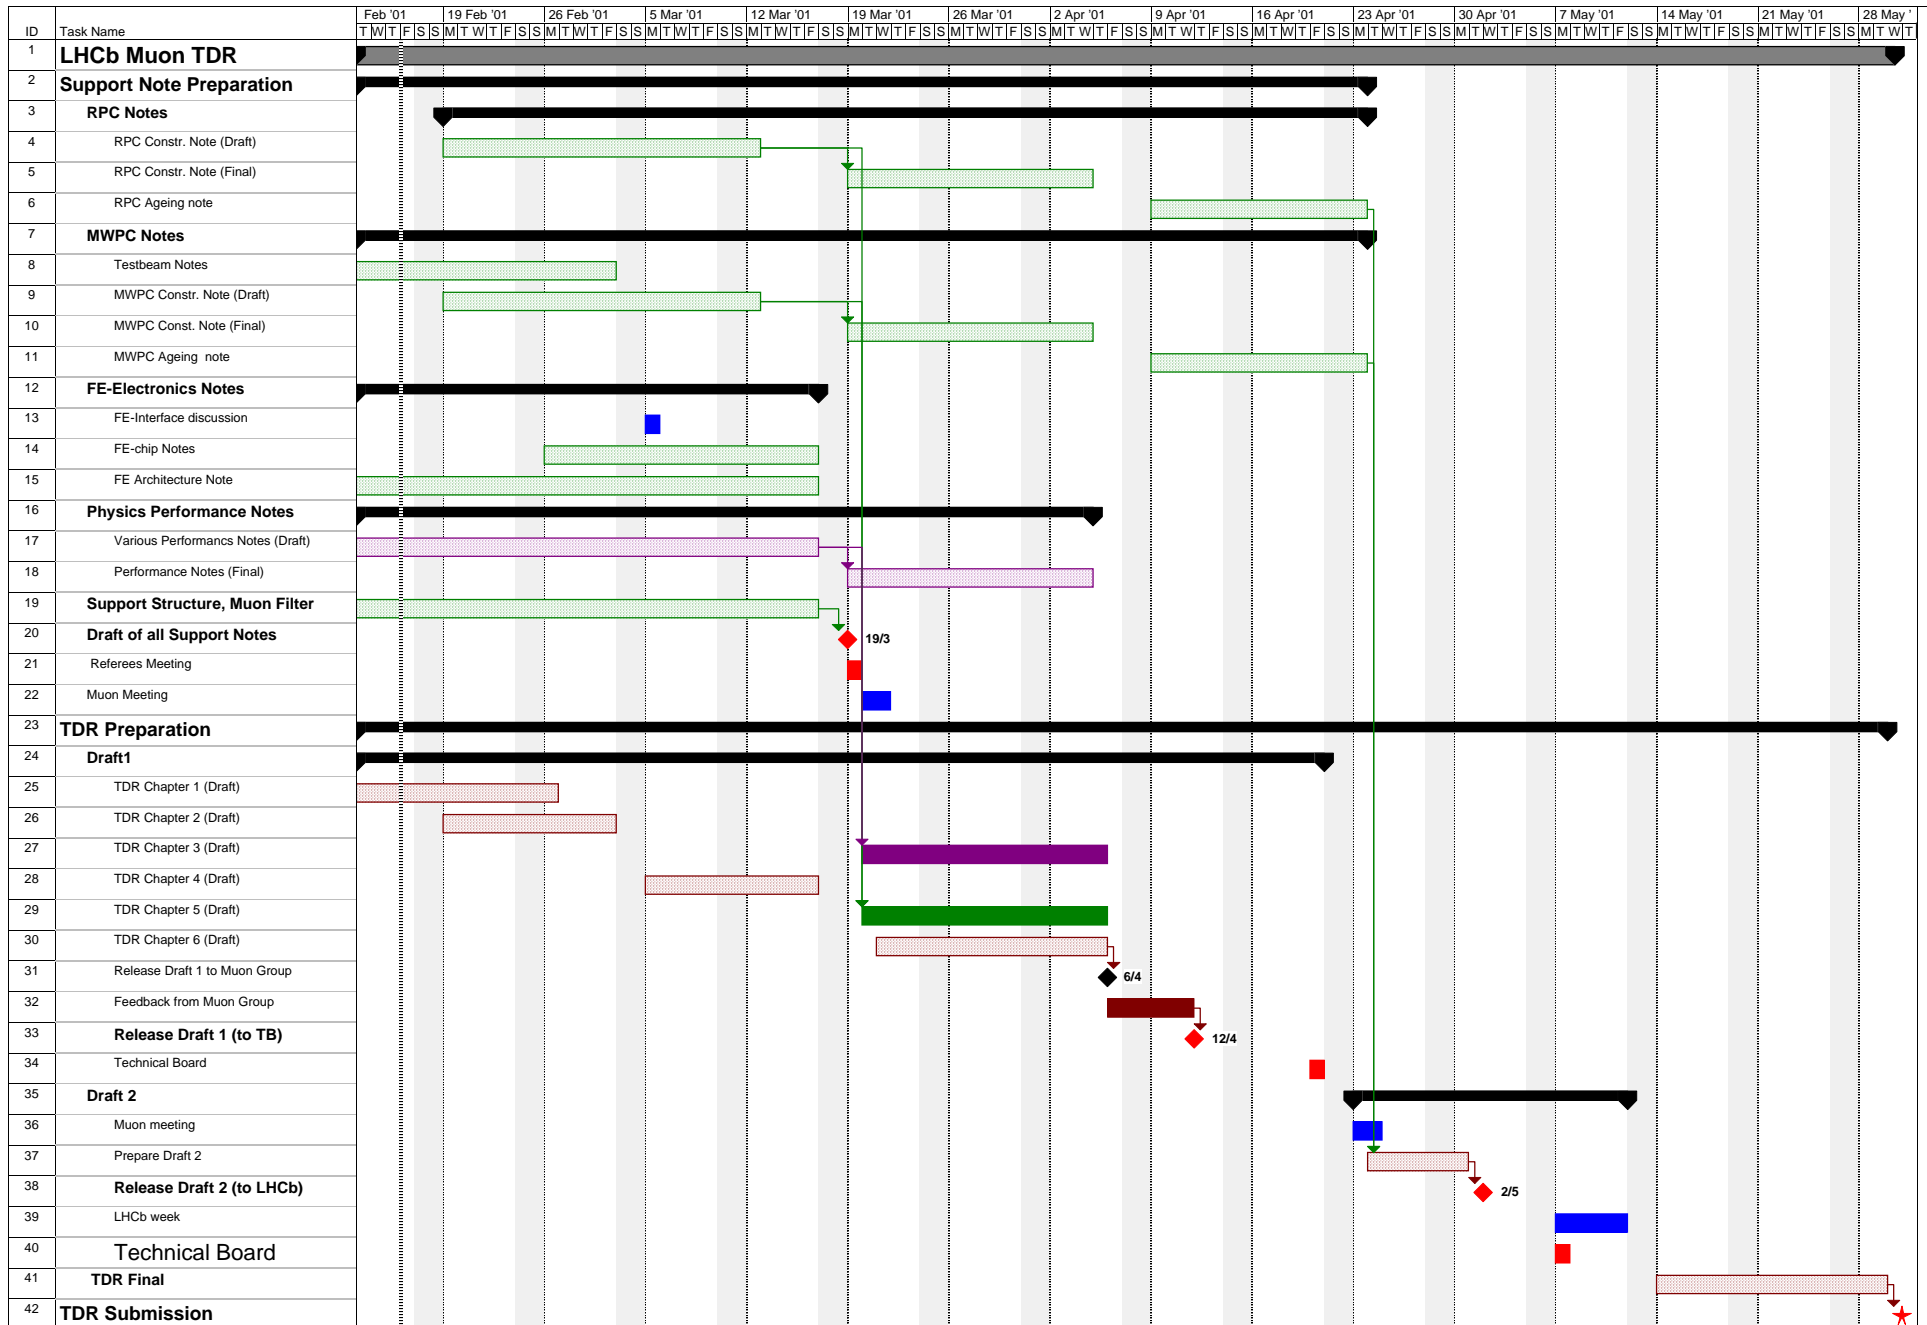 Feb '01 19 Feb '01 26 Feb '01 5 Mar '01 12 Mar '01 19 Mar '01 26 Mar '01 2 Apr '01 9 Apr '01 16 Apr '01 23 Apr '01 30 Apr '01 7 May '01 14 May '01 21 May '01 28 May '
ID Task Name T W T F S S M T W T F S S M T W T F S S M T W T F S S M T W T F S S M T W T F S S M T W T F S S M T W T F S S M T W T F S S M T W T F S S M T W T F S S M T W T F S S M T W T F S S M T W T F S S M T W T F S S M T W T
1 LHCb Muon TDR
2 Support Note Preparation
3 RPC Notes
4 RPC Constr. Note (Draft)
5 RPC Constr. Note (Final)
6 RPC Ageing note
7 MWPC Notes
8 Testbeam Notes
9 MWPC Constr. Note (Draft)
10 MWPC Const. Note (Final)
11 MWPC Ageing note
12 FE-Electronics Notes
13 FE-Interface discussion
14 FE-chip Notes
15 FE Architecture Note
16 Physics Performance Notes
17 Various Performancs Notes (Draft)
18 Performance Notes (Final)
19 Support Structure, Muon Filter
20 Draft of all Support Notes 19/3
21 Referees Meeting
22 Muon Meeting
23 TDR Preparation
24 Draft1
25 TDR Chapter 1 (Draft)
26 TDR Chapter 2 (Draft)
27 TDR Chapter 3 (Draft)
28 TDR Chapter 4 (Draft)
29 TDR Chapter 5 (Draft)
30 TDR Chapter 6 (Draft)
31 Release Draft 1 to Muon Group 6/4
32 Feedback from Muon Group
33 Release Draft 1 (to TB) 12/4
34 Technical Board
35 Draft 2
36 Muon meeting
37 Prepare Draft 2
38 Release Draft 2 (to LHCb) 2/5
39 LHCb week
40 Technical Board
41 TDR Final
42 TDR Submission